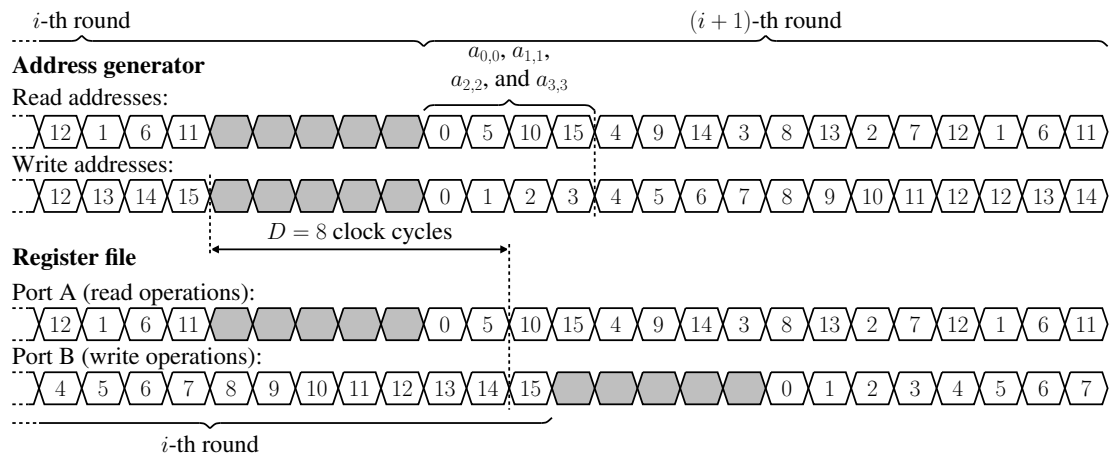 i-th round (i + 1)-th round
Address generator
a0,0, a1,1,
a2,2, and a3,3
Read addresses:
12 1 6 11 0 5 10 15 4 9 14 3 8 13 2 7 12 1 6 11
Write addresses:
12 13 14 15 0 1 2 3 4 5 6 7 8 9 10 11 12 12 13 14
D = 8 clock cycles
Register file
Port A (read operations):
12 1 6 11 0 5 10 15 4 9 14 3 8 13 2 7 12 1 6 11
Port B (write operations):
4 5 6 7 8 9 10 11 12 13 14 15 0 1 2 3 4 5 6 7
i-th round